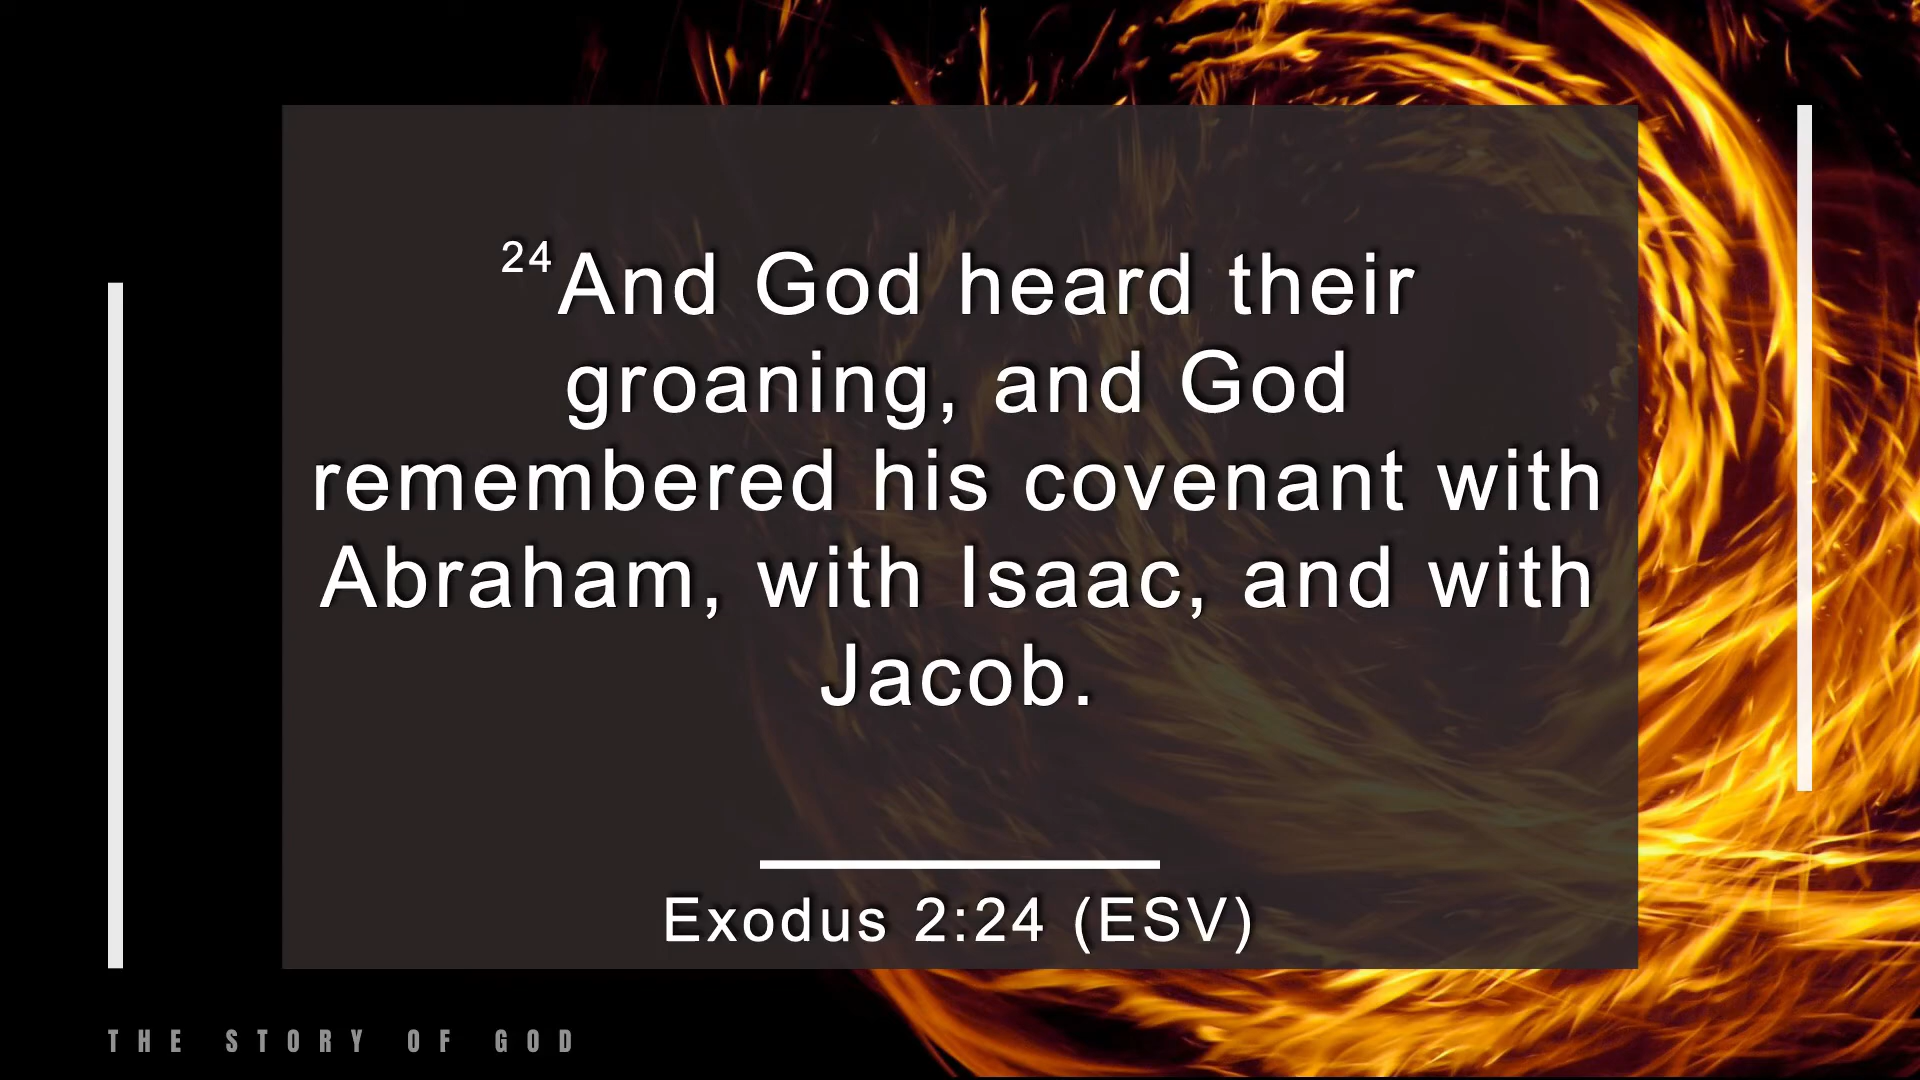 24And God heard their
groaning, and God
remembered his covenant with
Abraham, with Isaac, and with
Jacob.
Exodus 2:24 (ESV)
THE STORY OF GOD